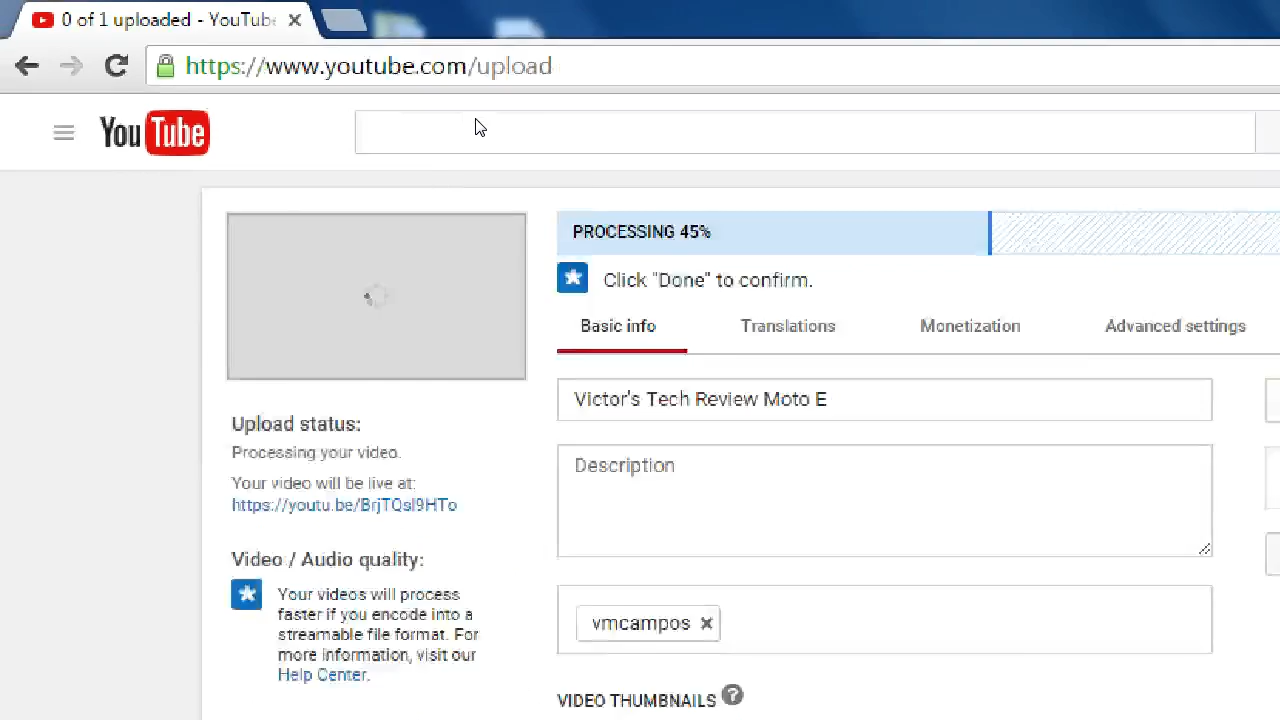 0 of 1 uploaded - YouTube
https://www.youtube.com/upload
YouTube
PROCESSING 45%
Click "Done" to confirm.
Basic info
Translations
Monetization
Advanced settings
Victor's Tech Review Moto E
Upload status:
Processing your video.
Description
Your video will be live at:
https://youtu.be/BrjTQsl9HTo
Video / Audio quality:
Your videos will process
faster if you encode into a
streamable file format. For
more information, visit our
Help Center.
vmcampos
VIDEO THUMBNAILS ?